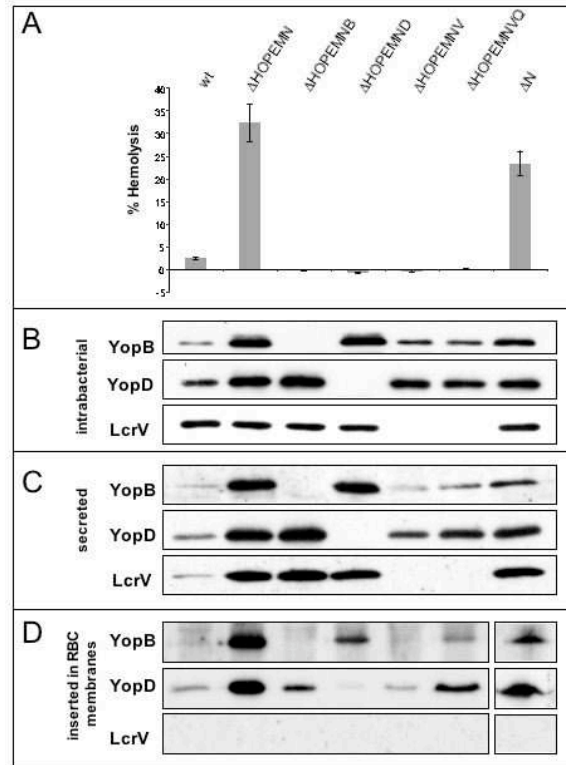 A
wt
ΔHOPEMN
ΔHOPEMNB
ΔHOPEMND
ΔHOPEMNV
ΔHOPEMNVQ
ΔN
% Hemolysis
40
35
30
25
20
15
10
5
0
-5
B
intrabacterial
YopB
YopD
LcrV
C
secreted
YopB
YopD
LcrV
D
inserted in RBC
membranes
YopB
YopD
LcrV